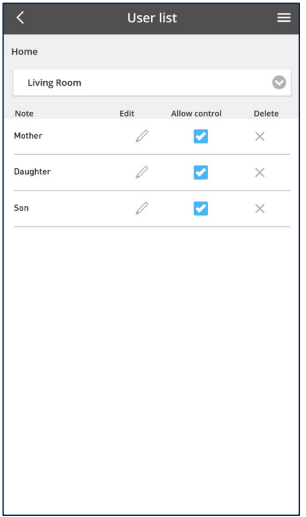 User list
Home
Living Room
Note Edit Allow control Delete
Mother
Daughter
Son